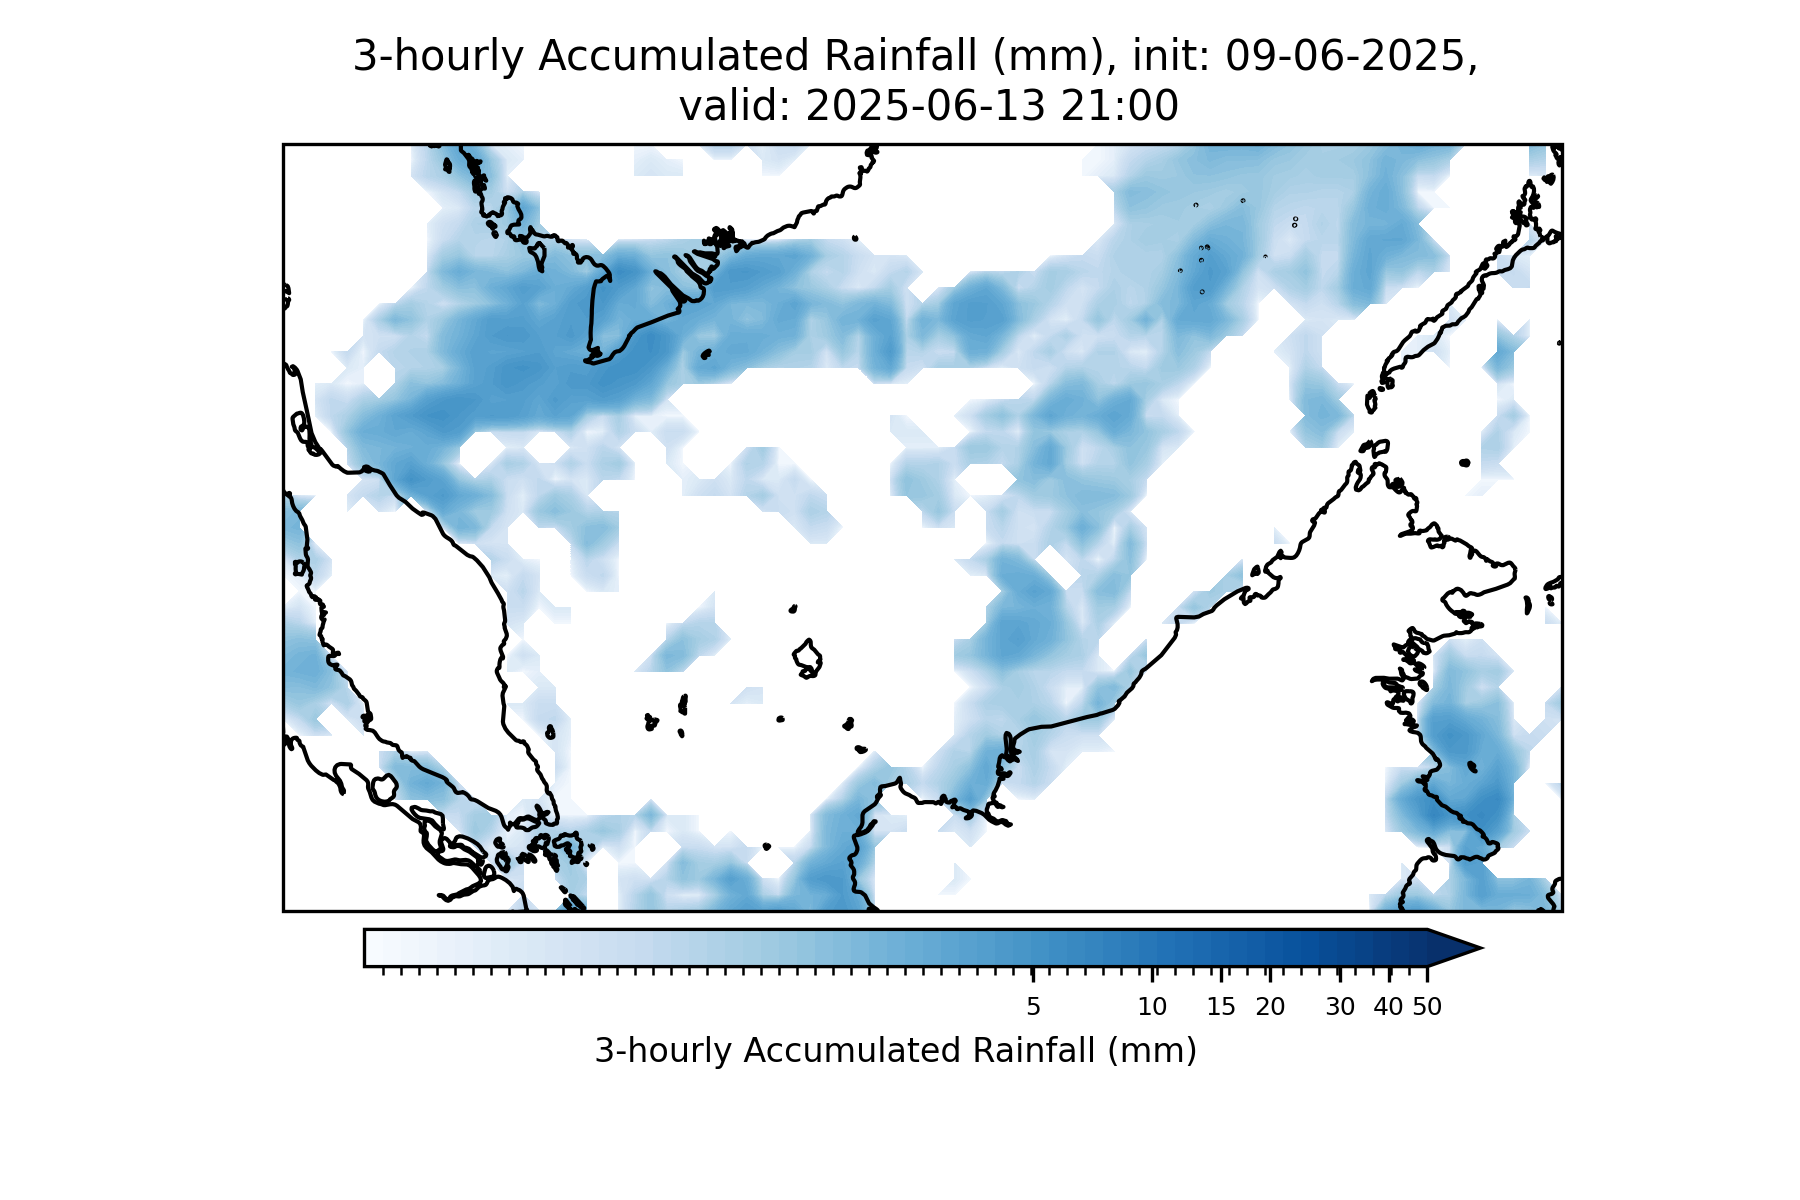 3-hourly Accumulated Rainfall (mm), init: 09-06-2025,
valid: 2025-06-13 21:00
5 10 15 20 30 40 50
3-hourly Accumulated Rainfall (mm)